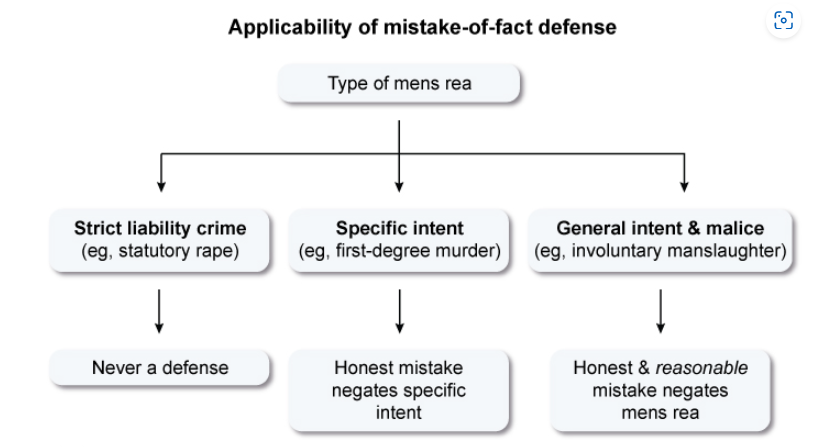 Applicability of mistake-of-fact defense
Type of mens rea
Strict liability crime
(eg, statutory rape)
Specific intent
(eg, first-degree murder)
General intent & malice
(eg, involuntary manslaughter)
Never a defense
Honest mistake
negates specific
intent
Honest & reasonable
mistake negates
mens rea